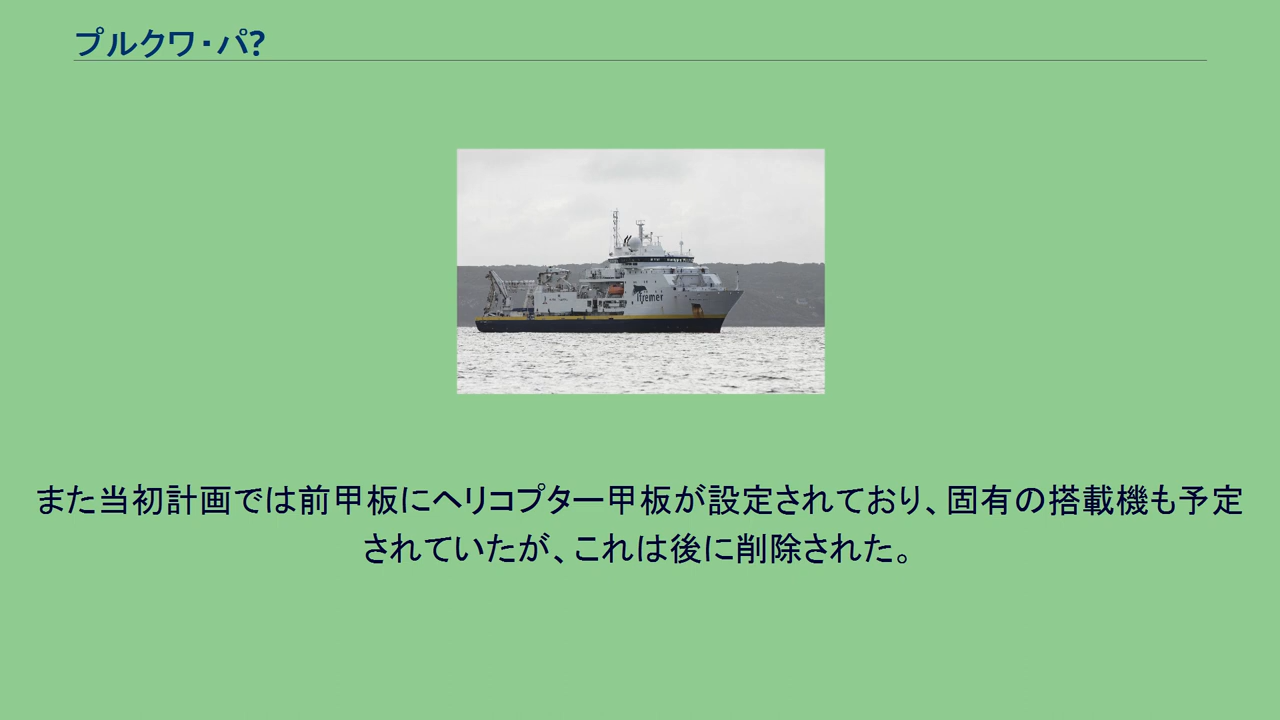 プルクワ・パ?
Ifremer
また当初計画では前甲板にヘリコプター甲板が設定されており、固有の搭載機も予定
されていたが、これは後に削除された。